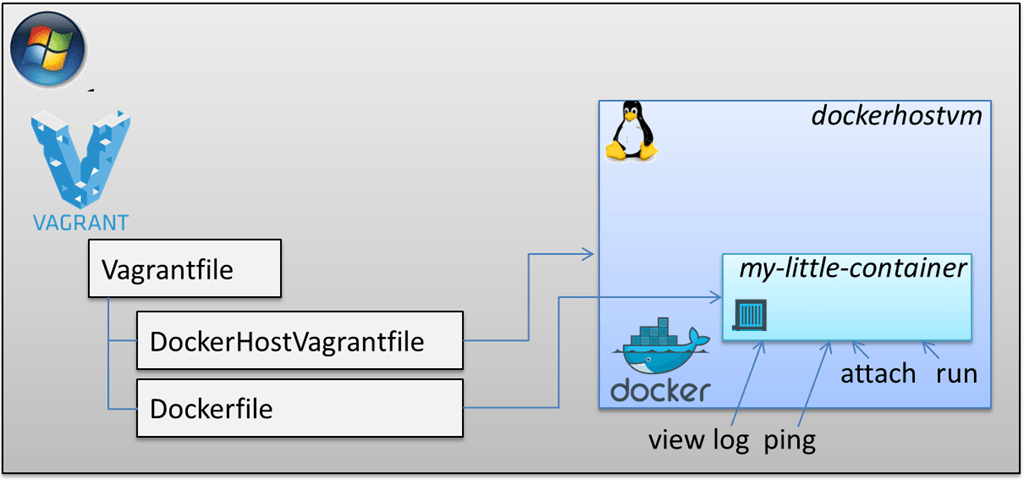 VAGRANT
Vagrantfile
DockerHostVagrantfile
Dockerfile
dockerhostvm
my-little-container
docker
attach run
view log ping